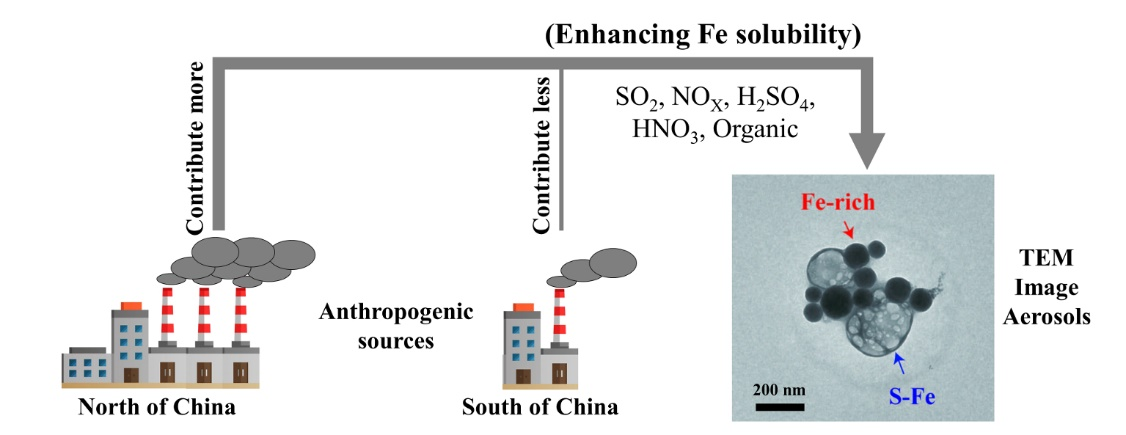 (Enhancing Fe solubility)
Contribute more
Contribute less
SO₂, NOₓ, H₂SO₄,
HNO₃, Organic
Fe-rich
TEM
Image
Aerosols
Anthropogenic
sources
200 nm
S-Fe
North of China
South of China